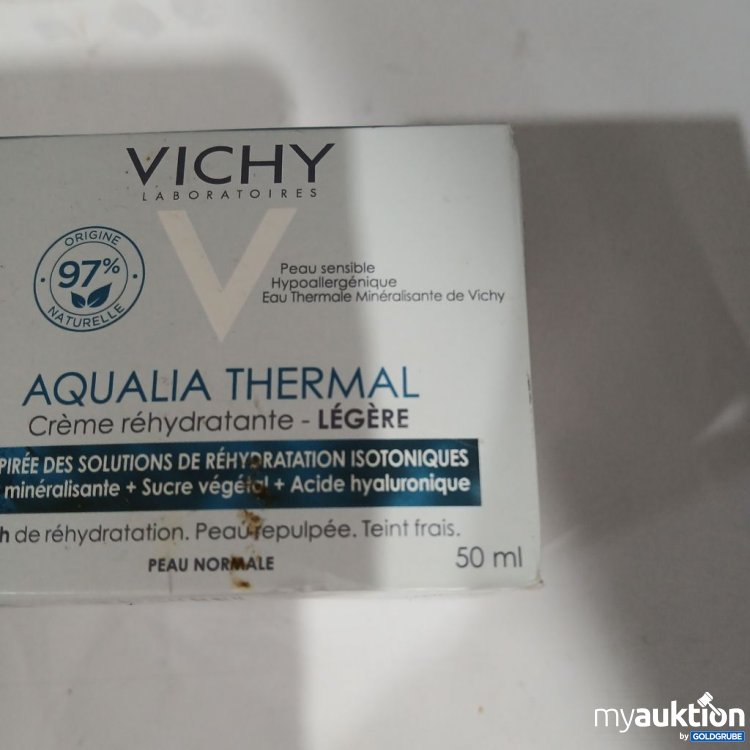 VICHY
LABORATOIRES
ORIGINE
97%
NATURELLE
Peau sensible
Hypoallergénique
Eau Thermale Minéralisante de Vichy
AQUALIA THERMAL
Crème réhydratante - LÉGÈRE
PIRÉE DES SOLUTIONS DE RÉHYDRATATION ISOTONIQUES
minéralisante + Sucre végétal + Acide hyaluronique
h de réhydratation. Peau repulpée. Teint frais.
PEAU NORMALE
50 ml
myauktion
by GOLDGRUBE